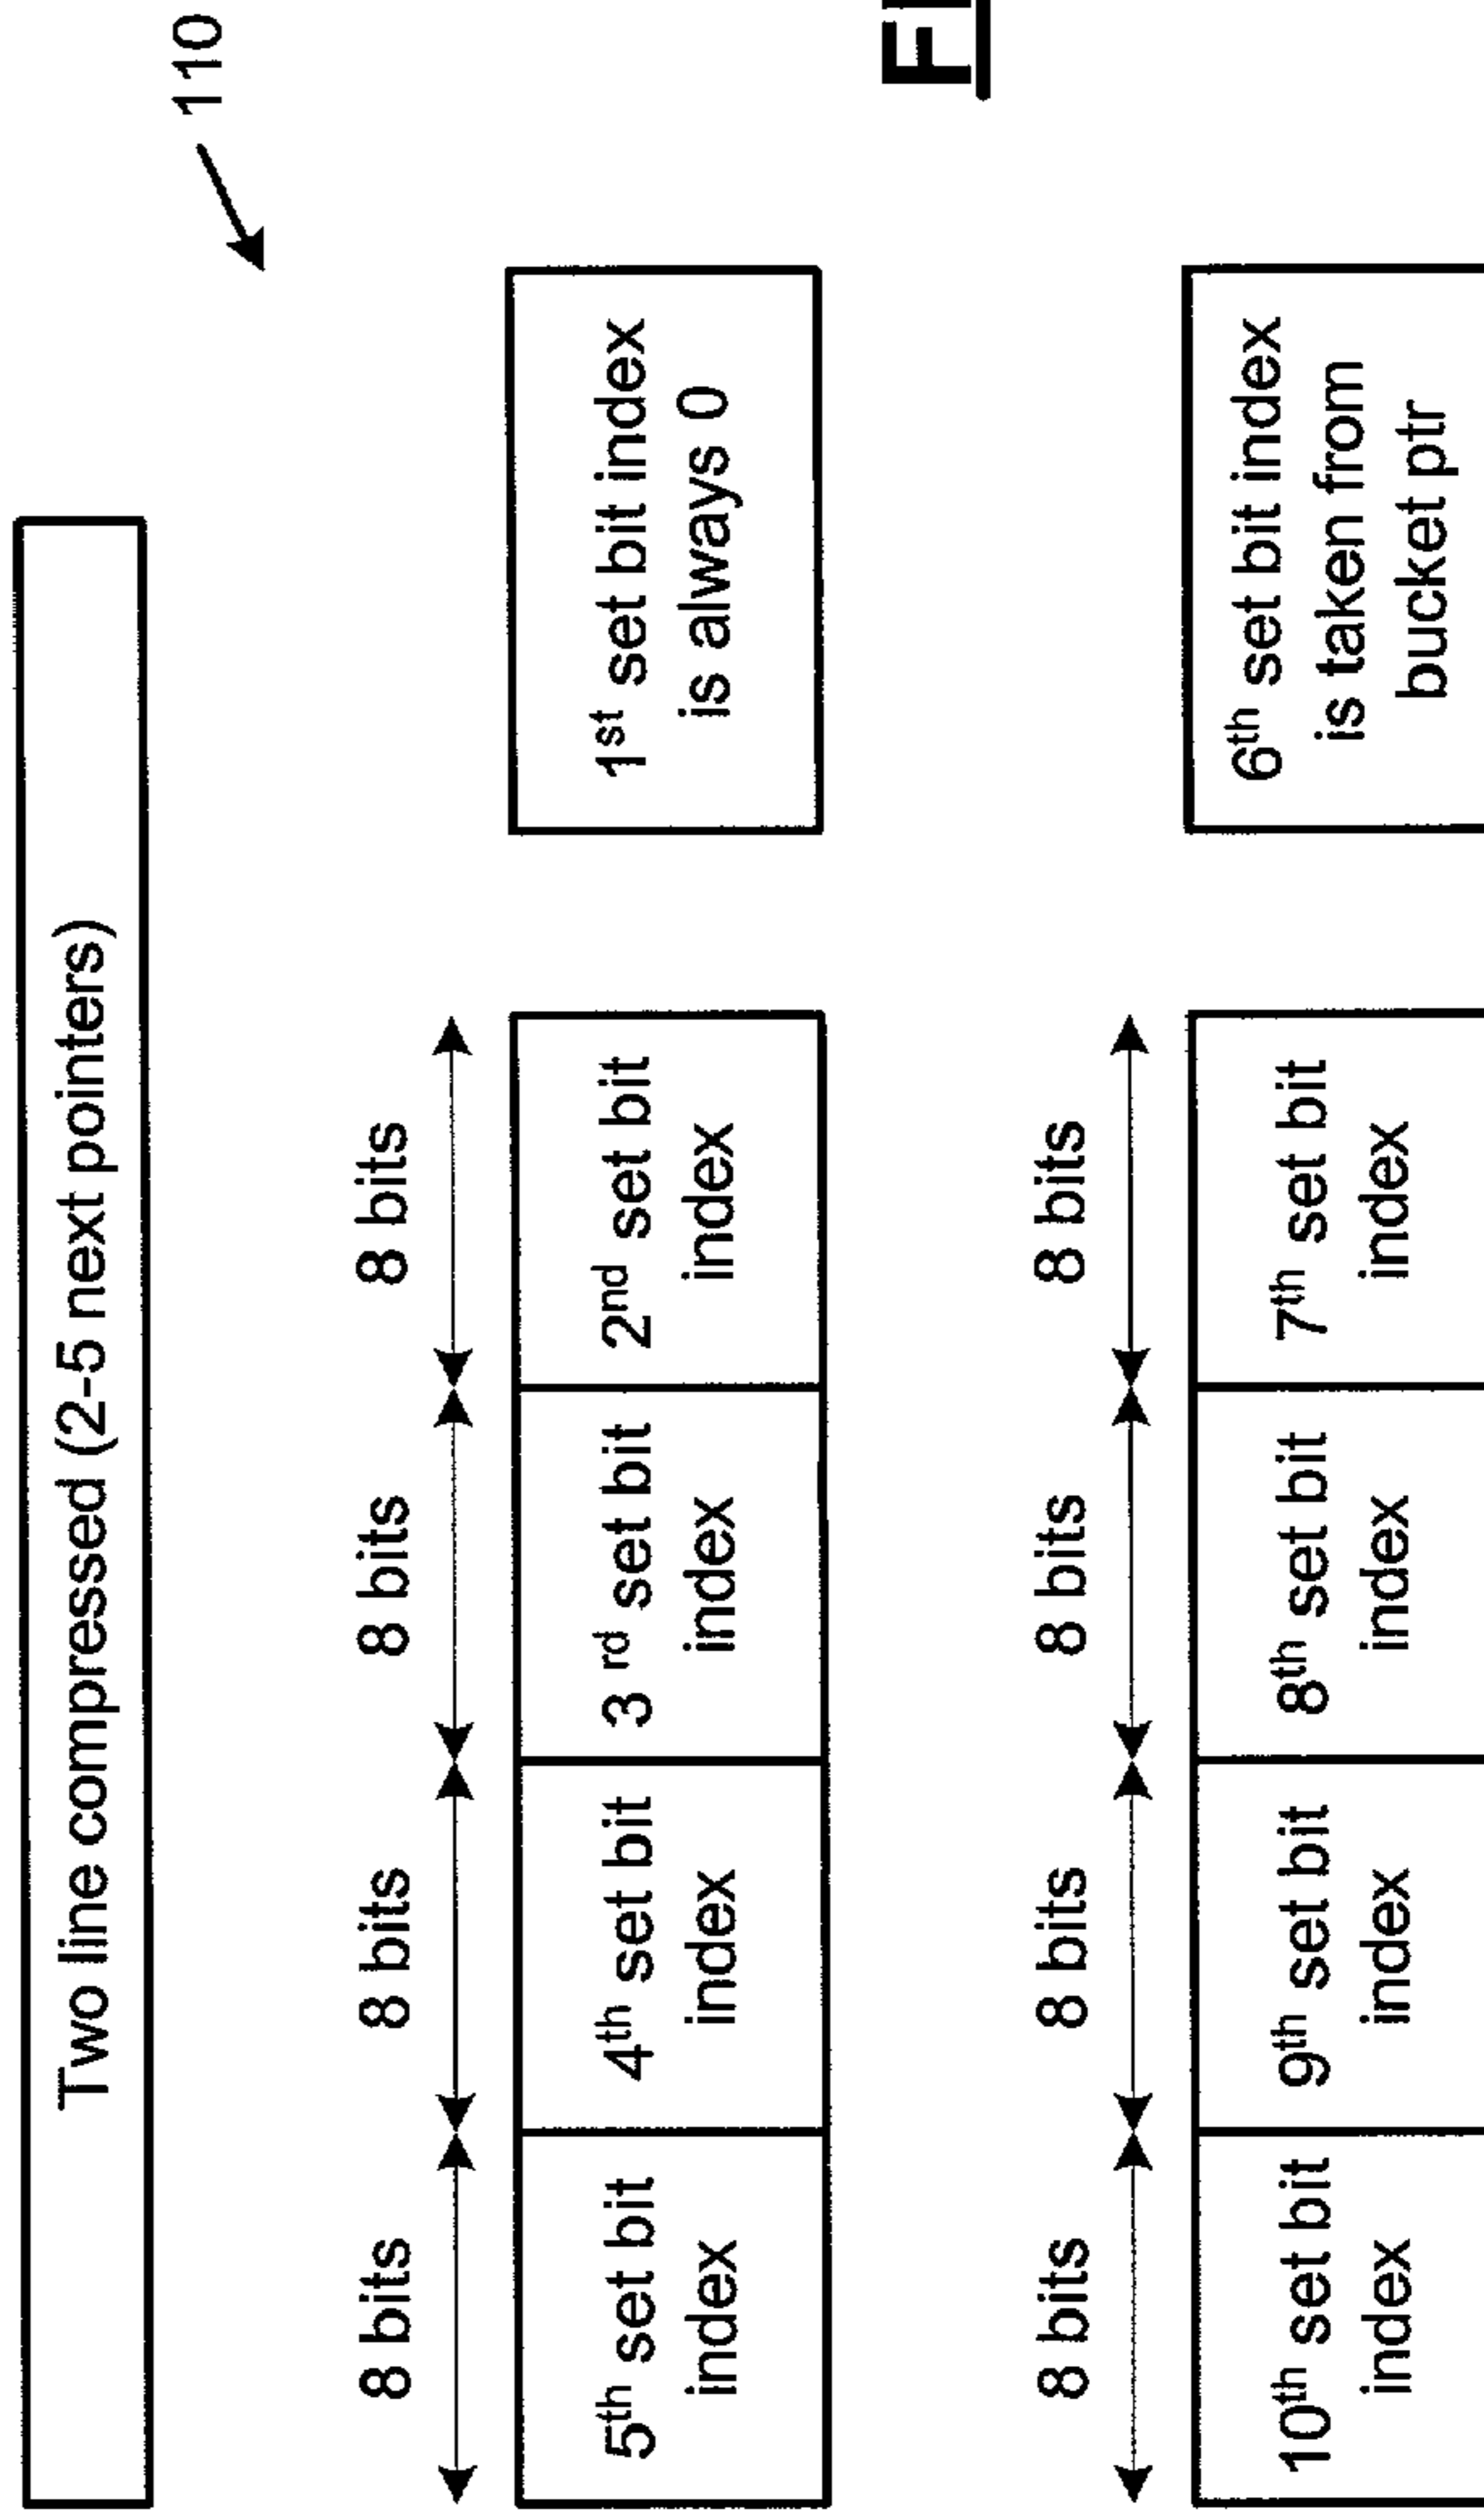 Two line compressed (2-5 next pointers)
110
8 bits
8 bits
8 bits
8 bits
5th set bit
index
4th set bit
index
3 rd set bit
index
2nd set bit
index
1st set bit index
is always 0
8 bits
8 bits
8 bits
8 bits
10th set bit
index
9th set bit
index
8th set bit
index
7th set bit
index
6th set bit index
is taken from
bucket ptr